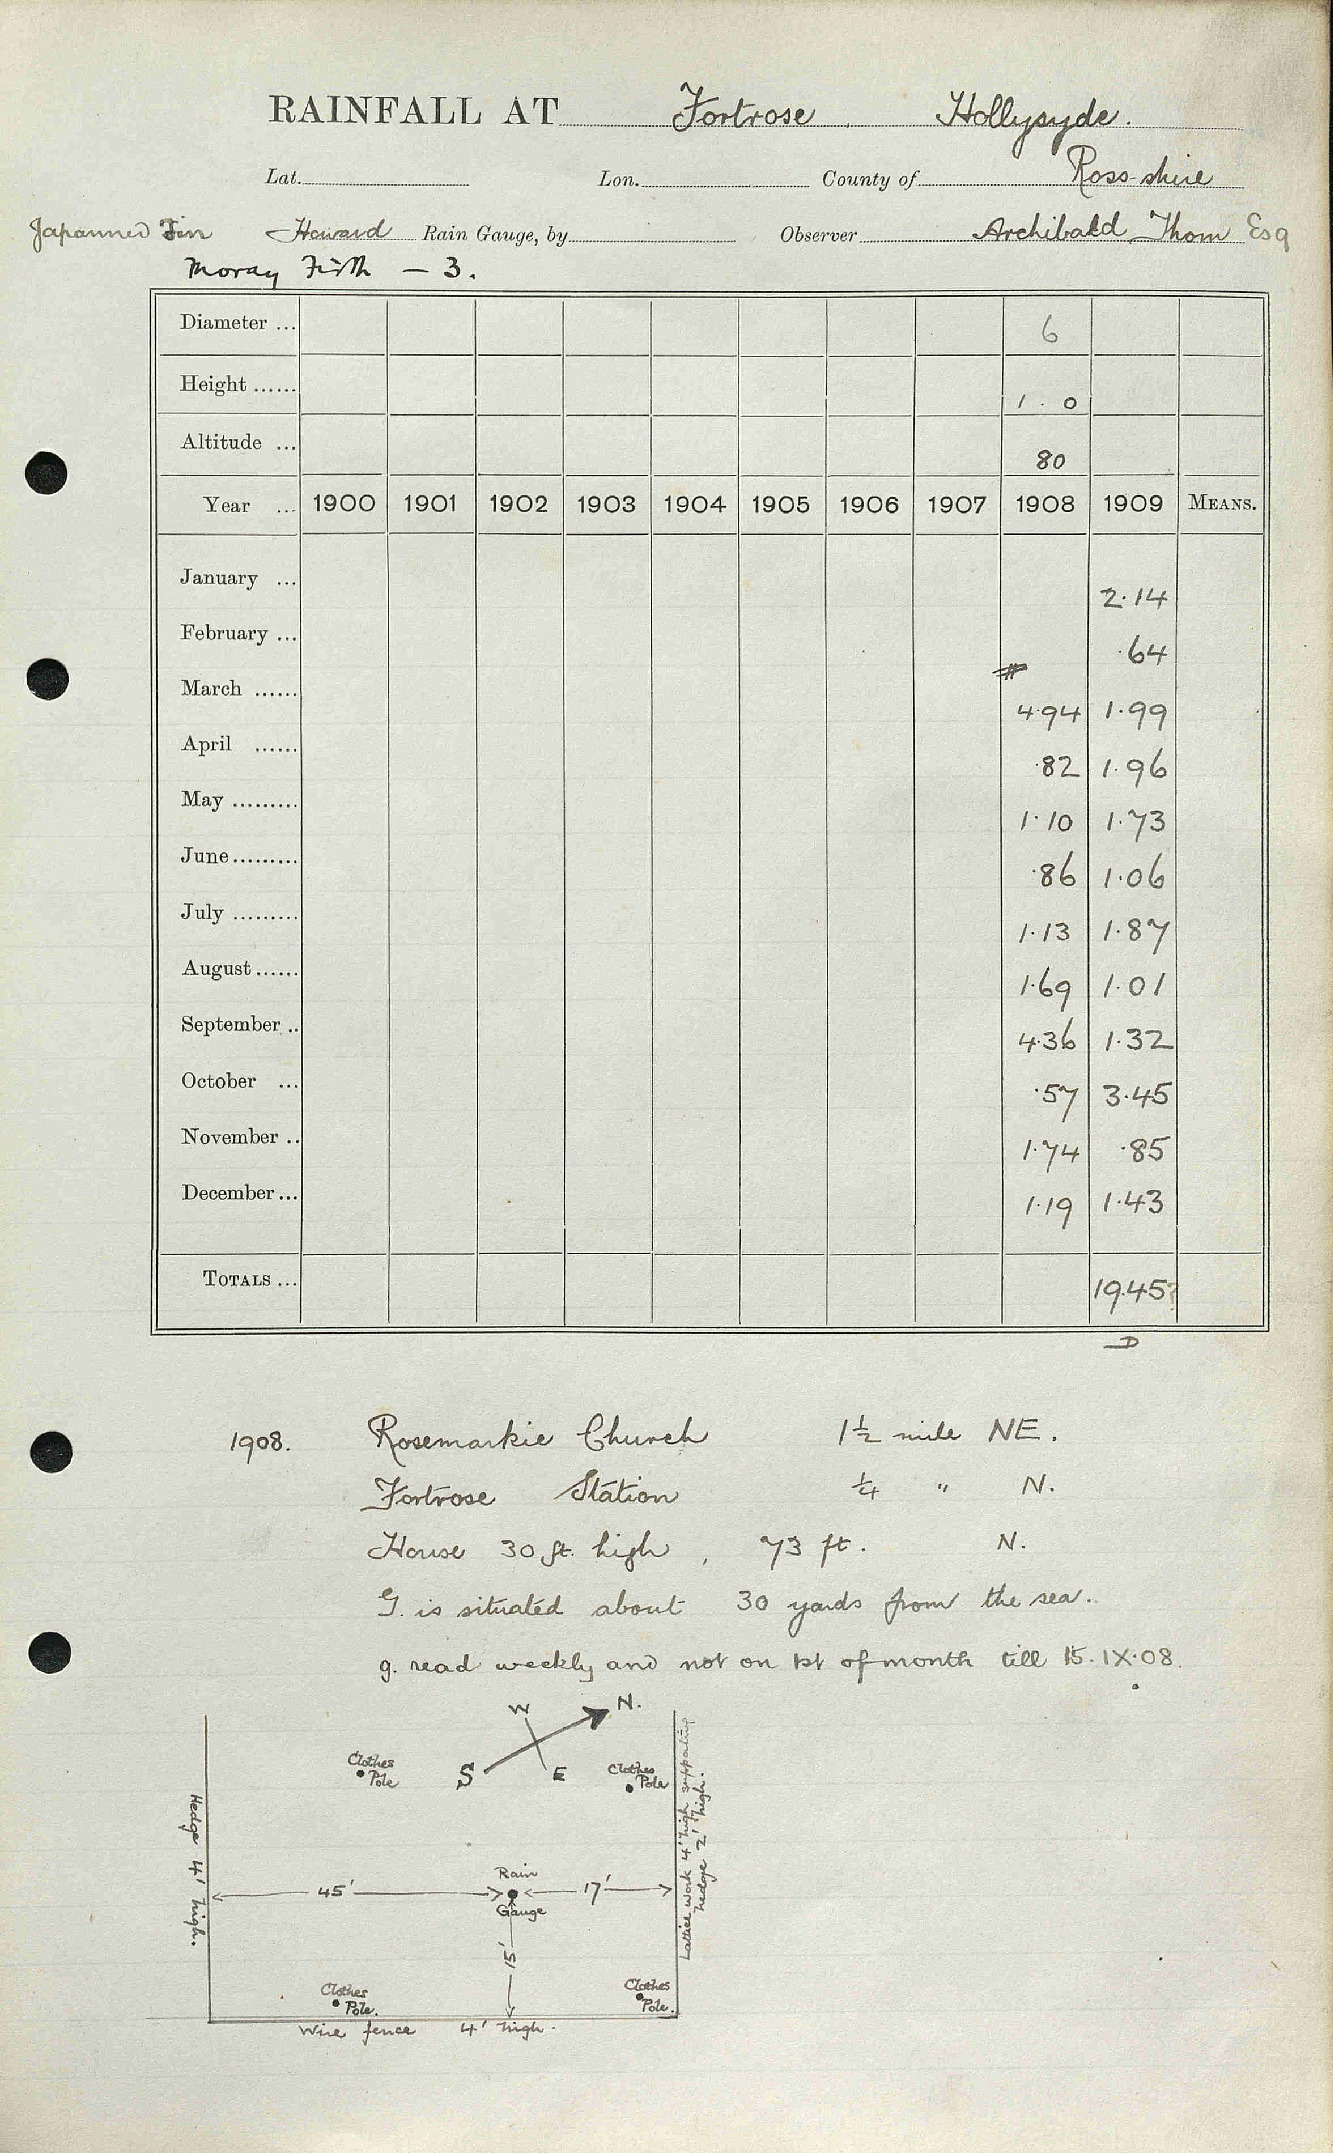 RAINFALL AT Fortrose Hollysyde.
Lat. Lon. County of Ross-shire
Japanned Tin Howard Rain Gauge, by Observer Archibald Thom Esq
Moray Firth - 3.
Diameter ... 6
Height ...... 1 . 0
Altitude ... 80
Year ... 1900 1901 1902 1903 1904 1905 1906 1907 1908 1909 MEANS.
January ... 2.14
February ... .64
March ...... 4.94 1.99
April ...... .82 1.96
May ......... 1.10 1.73
June ......... .86 1.06
July ......... 1.13 1.87
August ...... 1.69 1.01
September .. 4.36 1.32
October ... .57 3.45
November .. 1.74 .85
December ... 1.19 1.43
TOTALS ... 19.45?
D
1908. Rosemarkie Church 1½ mile NE.
Fortrose Station ¼ " N.
House 30 ft. high, 73 ft. N.
G. is situated about 30 yards from the sea.
g. read weekly and not on 1st of month till 15.IX.08.
W N.
S E
Clothes Pole
Clothes Pole
Hedge 4' high.
Lattice work 4' high supporting
hedge 2' high.
Rain
45' 17'
Gauge
15'
Clothes Pole.
Clothes Pole.
Wire fence 4' high.